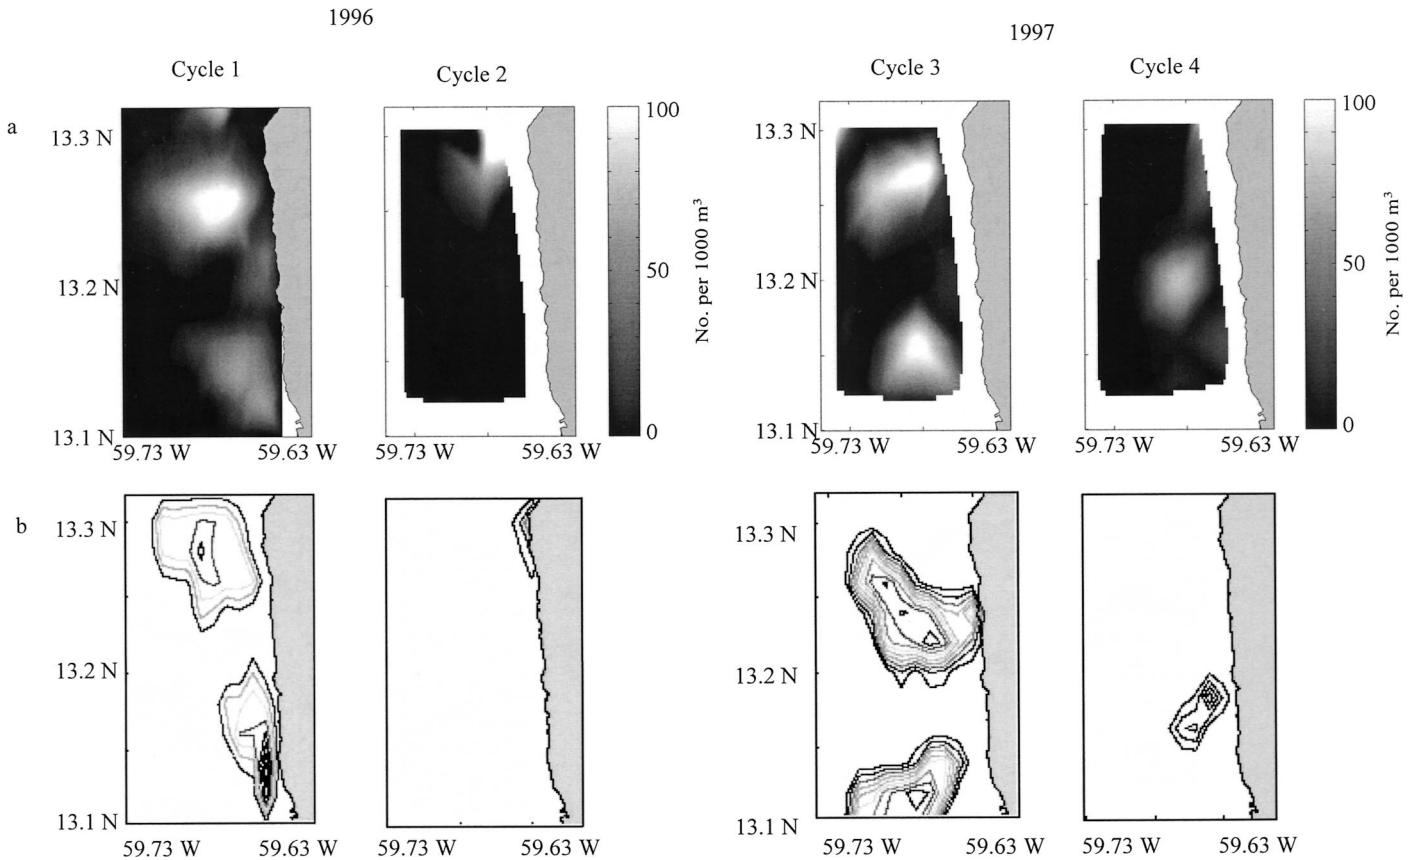 1996
1997
Cycle 1
Cycle 2
Cycle 3
Cycle 4
a
13.3 N
13.2 N
13.1 N
59.73 W
59.63 W
59.73 W
59.63 W
100
50
0
No. per 1000 m³
13.3 N
13.2 N
13.1 N
59.73 W
59.63 W
59.73 W
59.63 W
100
50
0
No. per 1000 m³
b
13.3 N
13.2 N
13.1 N
59.73 W
59.63 W
59.73 W
59.63 W
13.3 N
13.2 N
13.1 N
59.73 W
59.63 W
59.73 W
59.63 W